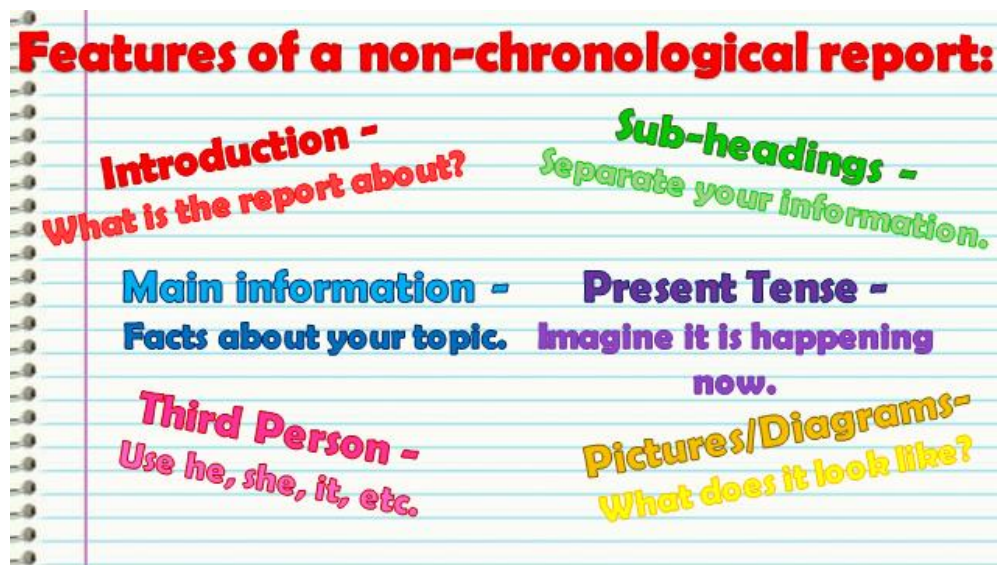 Features of a non-chronological report:
Introduction -
What is the report about?
Sub-headings -
Separate your information.
Main information -
Facts about your topic.
Present Tense -
Imagine it is happening
now.
Third Person -
Use he, she, it, etc.
Pictures/Diagrams-
What does it look like?